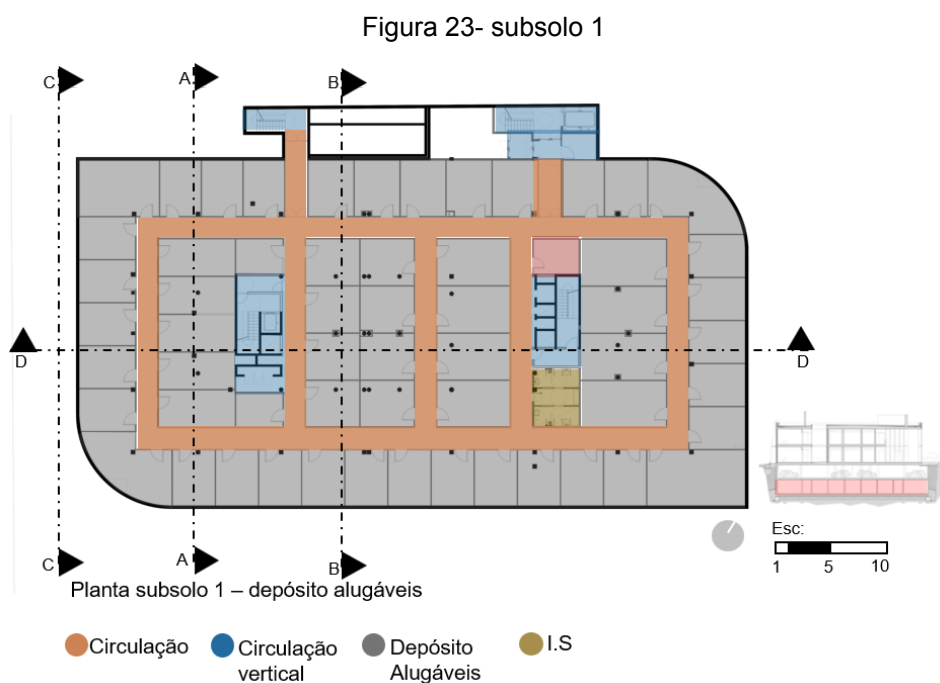 Figura 23- subsolo 1
C
A
B
D
D
C
A
B
Esc:
1 5 10
Planta subsolo 1 – depósito alugáveis
Circulação
Circulação
vertical
Depósito
Alugáveis
I.S